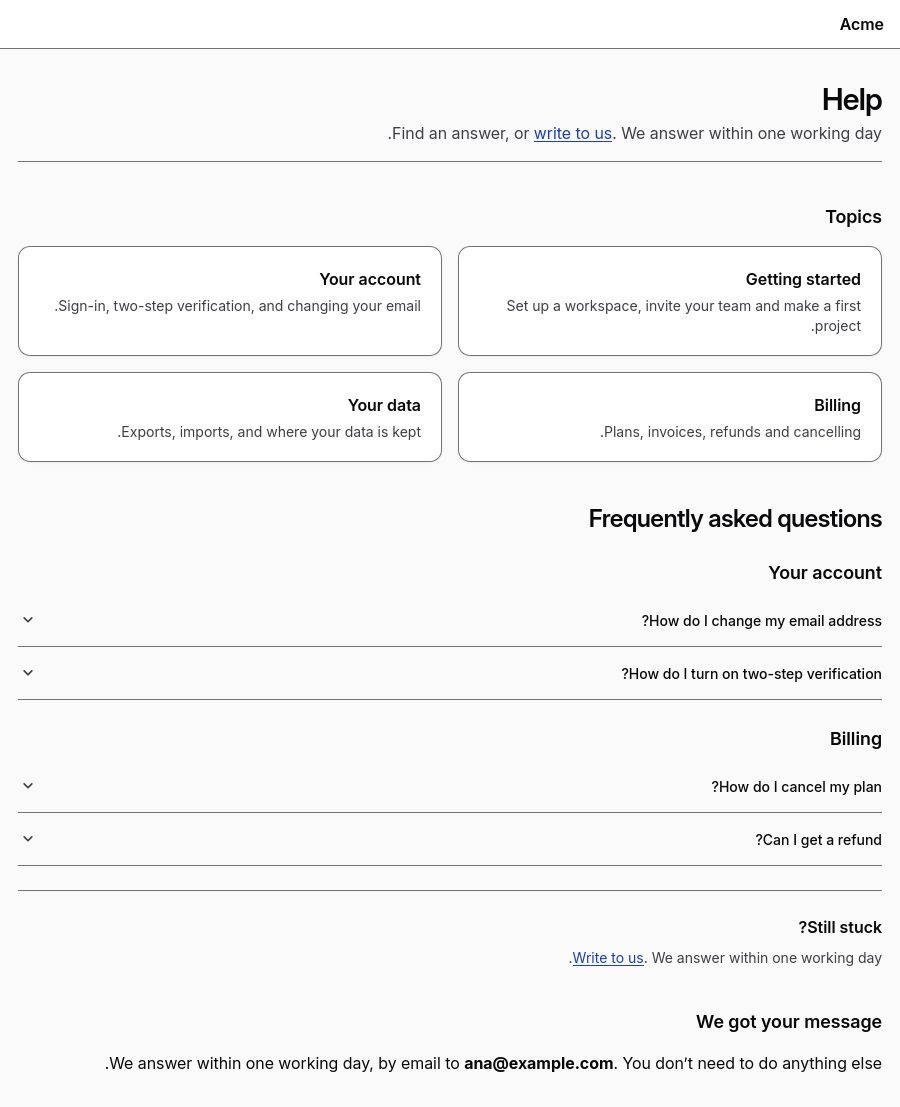 Acme
Help
.Find an answer, or write to us. We answer within one working day
Topics
Getting started
Set up a workspace, invite your team and make a first
.project
Your account
.Sign-in, two-step verification, and changing your email
Billing
.Plans, invoices, refunds and cancelling
Your data
.Exports, imports, and where your data is kept
Frequently asked questions
Your account
?How do I change my email address
?How do I turn on two-step verification
Billing
?How do I cancel my plan
?Can I get a refund
?Still stuck
.Write to us. We answer within one working day
We got your message
.We answer within one working day, by email to ana@example.com. You don’t need to do anything else